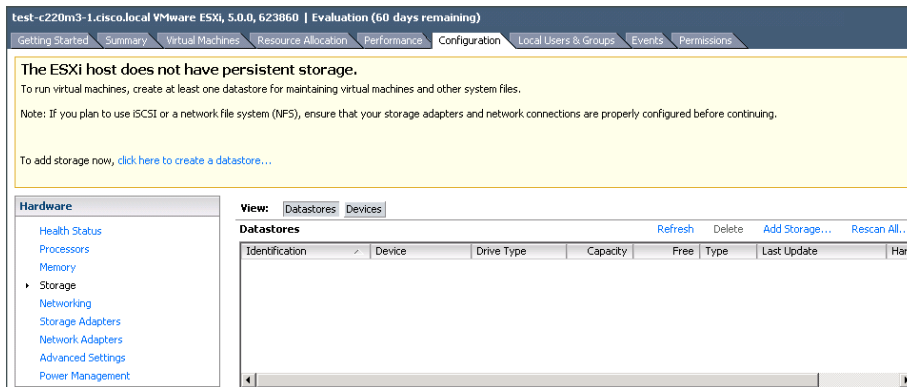 test-c220m3-1.cisco.local VMware ESXi, 5.0.0, 623860 | Evaluation (60 days remaining)
Getting Started Summary Virtual Machines Resource Allocation Performance Configuration Local Users & Groups Events Permissions
The ESXi host does not have persistent storage.
To run virtual machines, create at least one datastore for maintaining virtual machines and other system files.
Note: If you plan to use iSCSI or a network file system (NFS), ensure that your storage adapters and network connections are properly configured before continuing.
To add storage now, click here to create a datastore...
Hardware
Health Status
Processors
Memory
Storage
Networking
Storage Adapters
Network Adapters
Advanced Settings
Power Management
View: Datastores Devices
Datastores Refresh Delete Add Storage... Rescan All..
Identification Device Drive Type Capacity Free Type Last Update Har